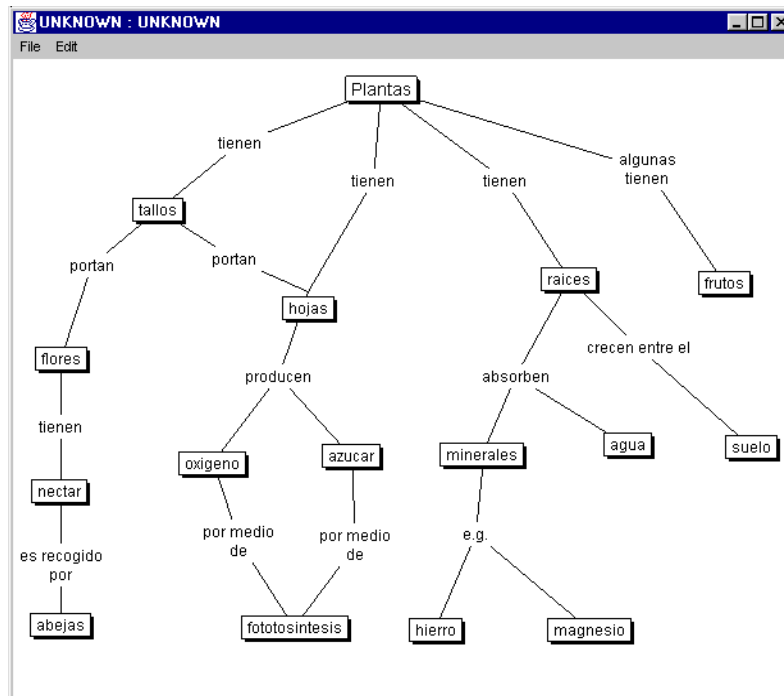 UNKNOWN : UNKNOWN
File Edit
Plantas
tienen
tienen
tienen
algunas
tienen
tallos
portan
portan
hojas
raices
frutos
flores
producen
absorben
crecen entre el
tienen
oxigeno
azucar
minerales
agua
suelo
nectar
por medio
de
por medio
de
e.g.
es recogido
por
abejas
fototosintesis
hierro
magnesio